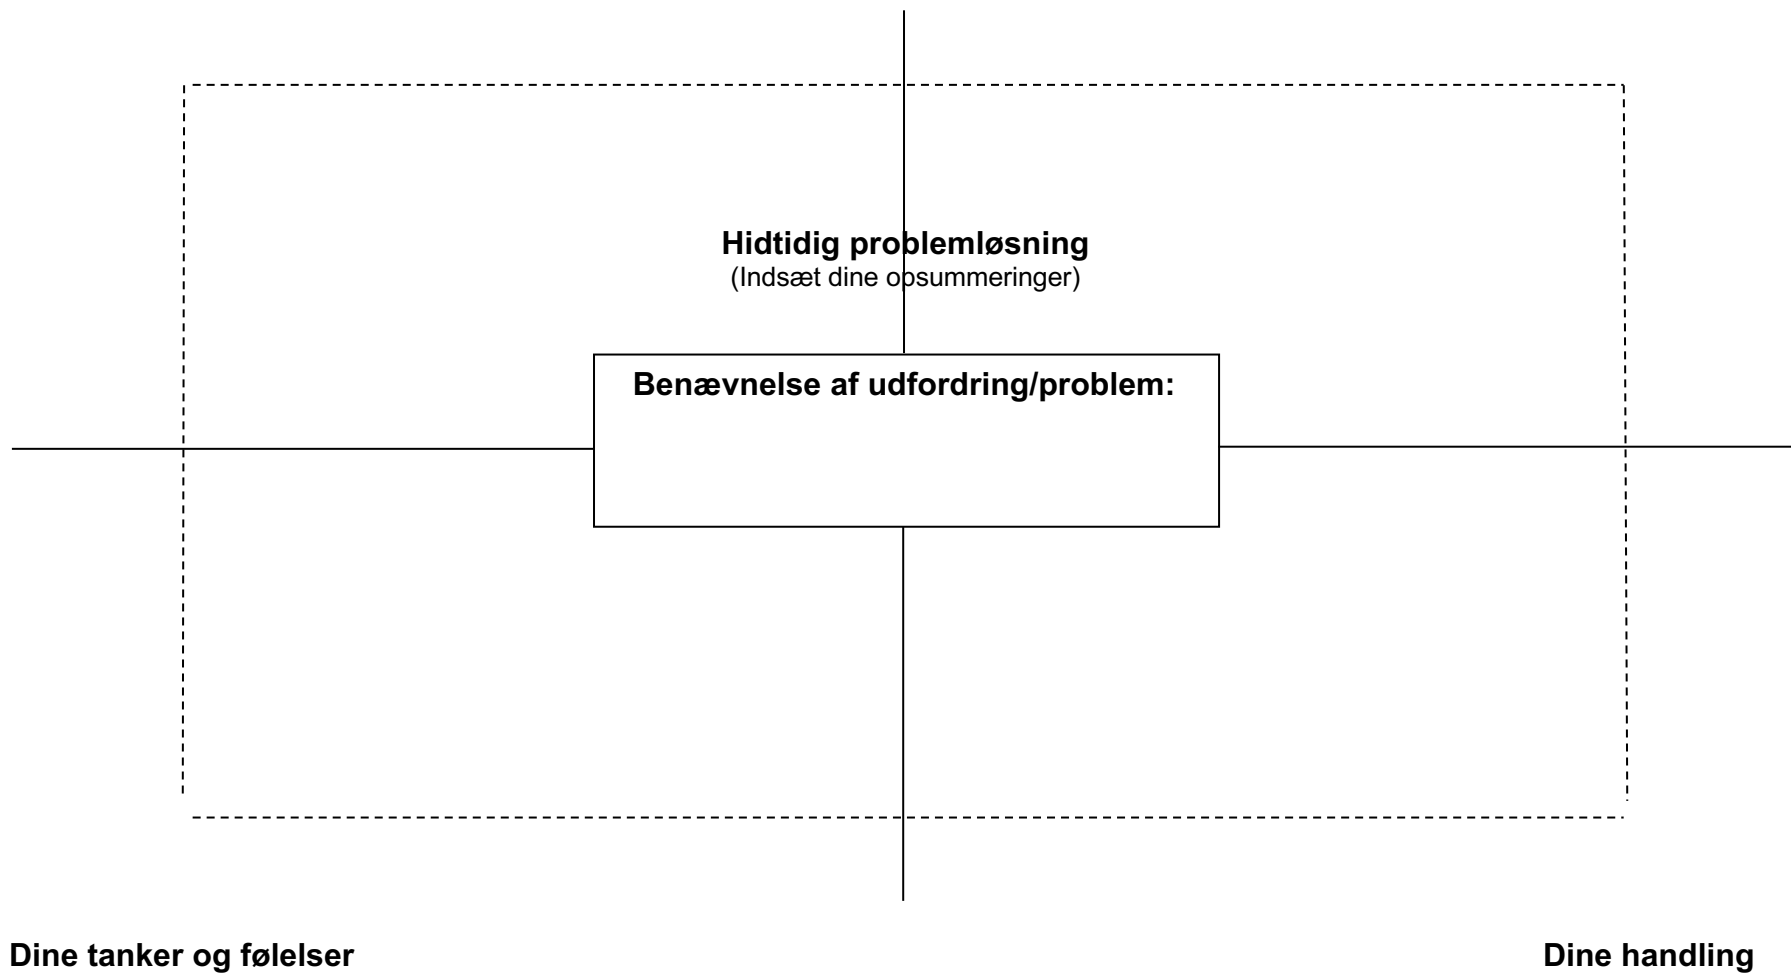 Hidtidig problemløsning
(Indsæt dine opsummeringer)
Benævnelse af udfordring/problem:
Dine tanker og følelser
Dine handling